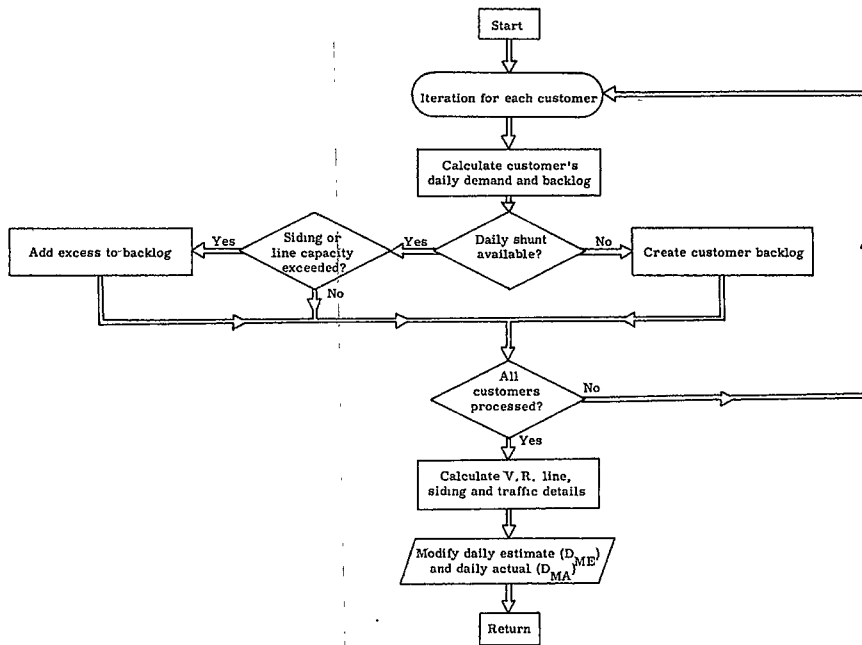 Start
Iteration for each customer
Calculate customer's
daily demand and backlog
Add excess to backlog
Yes
Siding or
line capacity
exceeded?
Yes
Daily shunt
available?
No
Create customer backlog
No
All
customers
processed?
No
Yes
Calculate V.R. line,
siding and traffic details
Modify daily estimate (D_ME)
and daily actual (D_MA)
Return